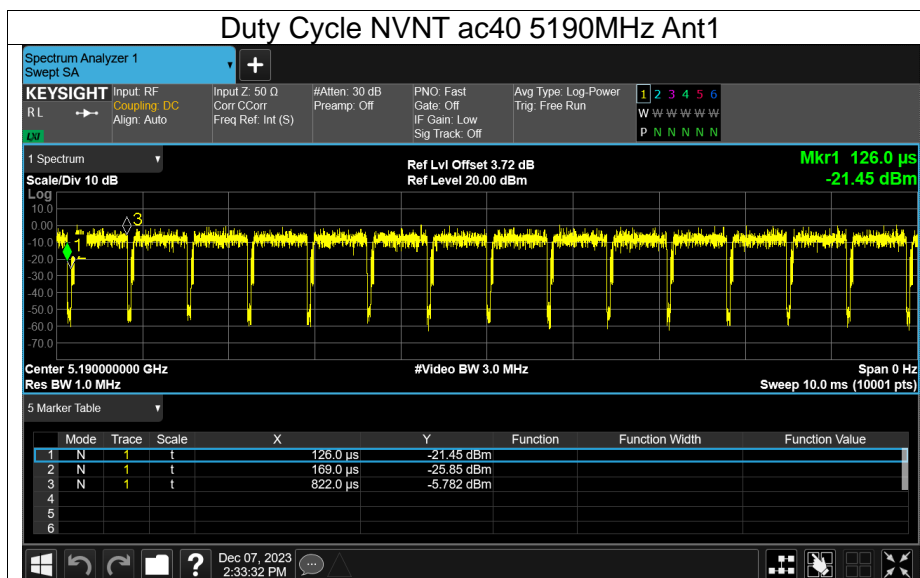 Duty Cycle NVNT ac40 5190MHz Ant1
Spectrum Analyzer 1
Swept SA
+
KEYSIGHT Input: RF Input Z: 50 Ω #Atten: 30 dB PNO: Fast Avg Type: Log-Power 1 2 3 4 5 6
R L Coupling: DC Corr CCorr Preamp: Off Gate: Off Trig: Free Run W W W W W W
Align: Auto Freq Ref: Int (S) IF Gain: Low
LXI Sig Track: Off P N N N N N
1 Spectrum Ref Lvl Offset 3.72 dB Mkr1 126.0 µs
Scale/Div 10 dB Ref Level 20.00 dBm -21.45 dBm
Log
10.0
0.00
-10.0
-20.0
-30.0
-40.0
-50.0
-60.0
-70.0
1
2
3
Center 5.190000000 GHz #Video BW 3.0 MHz Span 0 Hz
Res BW 1.0 MHz Sweep 10.0 ms (10001 pts)
5 Marker Table
Mode Trace Scale X Y Function Function Width Function Value
1 N 1 t 126.0 µs -21.45 dBm
2 N 1 t 169.0 µs -25.85 dBm
3 N 1 t 822.0 µs -5.782 dBm
4
5
6
? Dec 07, 2023
2:33:32 PM